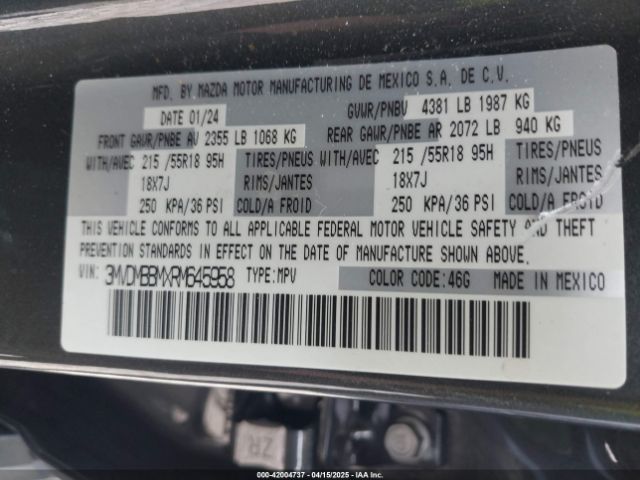 MFD. BY MAZDA MOTOR MANUFACTURING DE MEXICO S.A. DE C.V.
DATE 01/24 GVWR/PNBV 4381 LB 1987 KG
FRONT GAWR/PNBE AV 2355 LB 1068 KG REAR GAWR/PNBE AR 2072 LB 940 KG
WITH/AVEC 215 /55R18 95H TIRES/PNEUS WITH/AVEC 215 /55R18 95H TIRES/PNEUS
18X7J RIMS/JANTES 18X7J RIMS/JANTES
250 KPA/36 PSI COLD/A FROID 250 KPA/36 PSI COLD/A FROID
THIS VEHICLE CONFORMS TO ALL APPLICABLE FEDERAL MOTOR VEHICLE SAFETY AND THEFT
PREVENTION STANDARDS IN EFFECT ON THE DATE OF MANUFACTURE SHOWN ABOVE.
VIN: 3MVDMBBMXRM645958 TYPE: MPV COLOR CODE: 46G MADE IN MEXICO
ZR
000-42004737 04/15/2025 IAAI Inc.